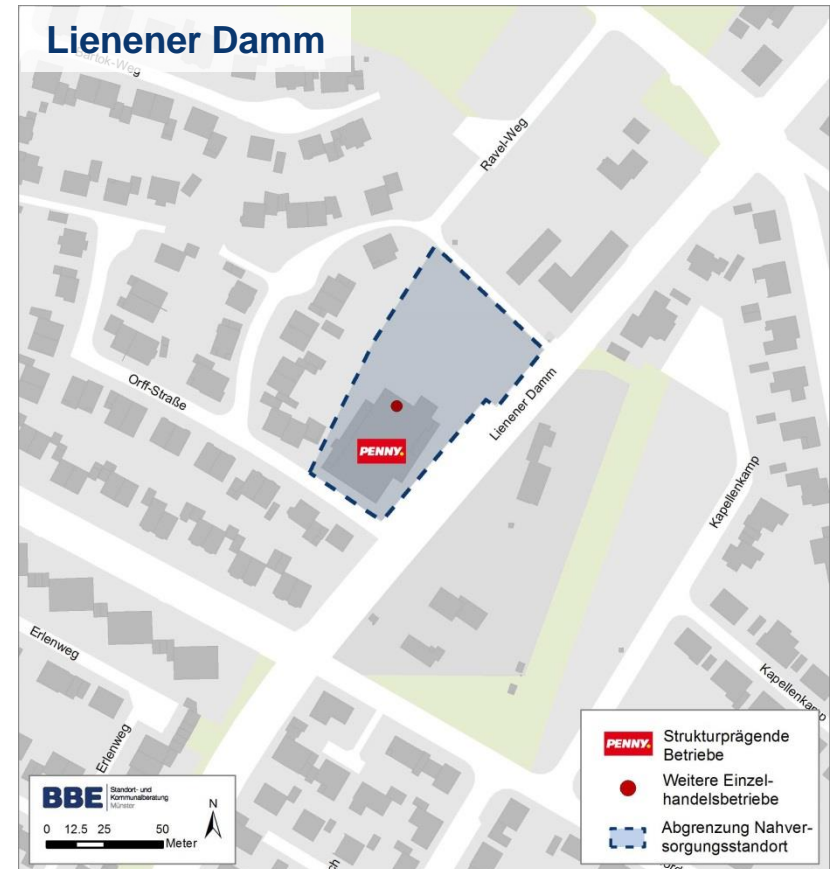 Lienener Damm
Ravel-Weg
Orff-Straße
PENNY.
Lienener Damm
Kapellenkamp
Erlenweg
Kapellenkamp
Erlenweg
PENNY. Strukturprägende
Betriebe
Weitere Einzel-
handelsbetriebe
Abgrenzung Nahver-
sorgungsstandort
BBE Standort- und
Kommunalberatung
Münster
N
0 12.5 25 50
Meter